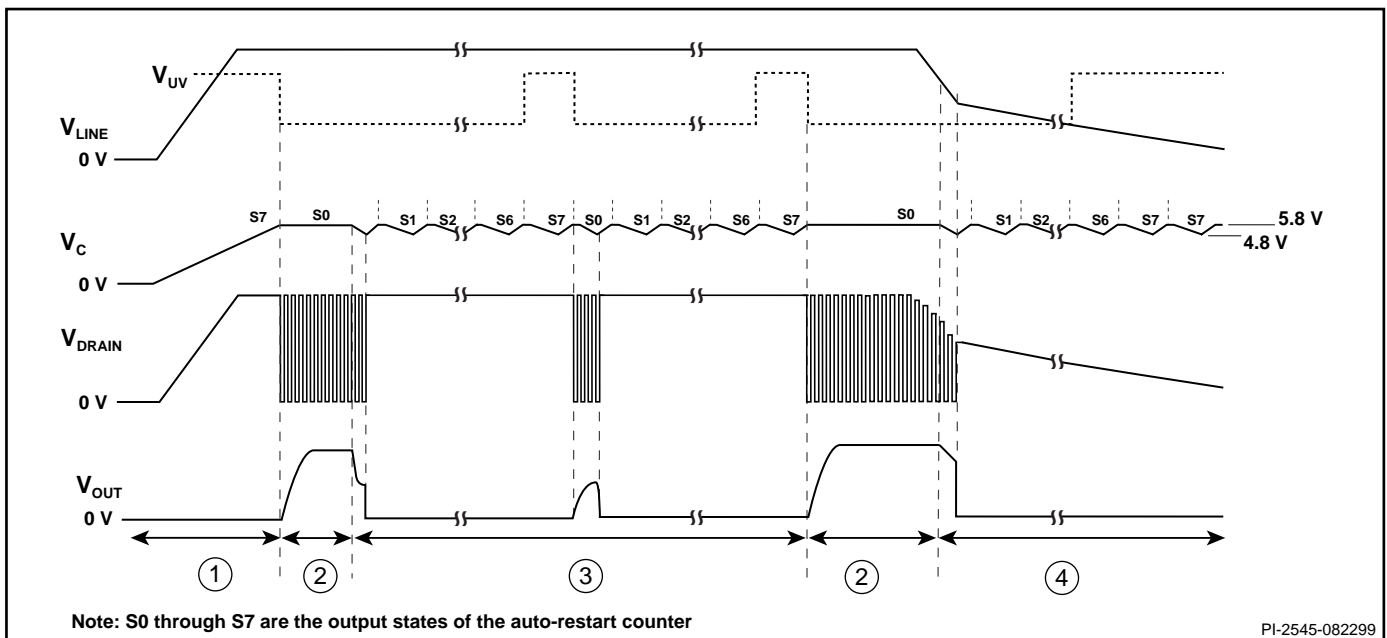 VUV
VLINE
0 V
S7 S0 S1 S2 S6 S7 S0 S1 S2 S6 S7 S0 S1 S2 S6 S7 S7
5.8 V
4.8 V
VC
0 V
VDRAIN
0 V
VOUT
0 V
1 2 3 2 4
Note: S0 through S7 are the output states of the auto-restart counter
PI-2545-082299